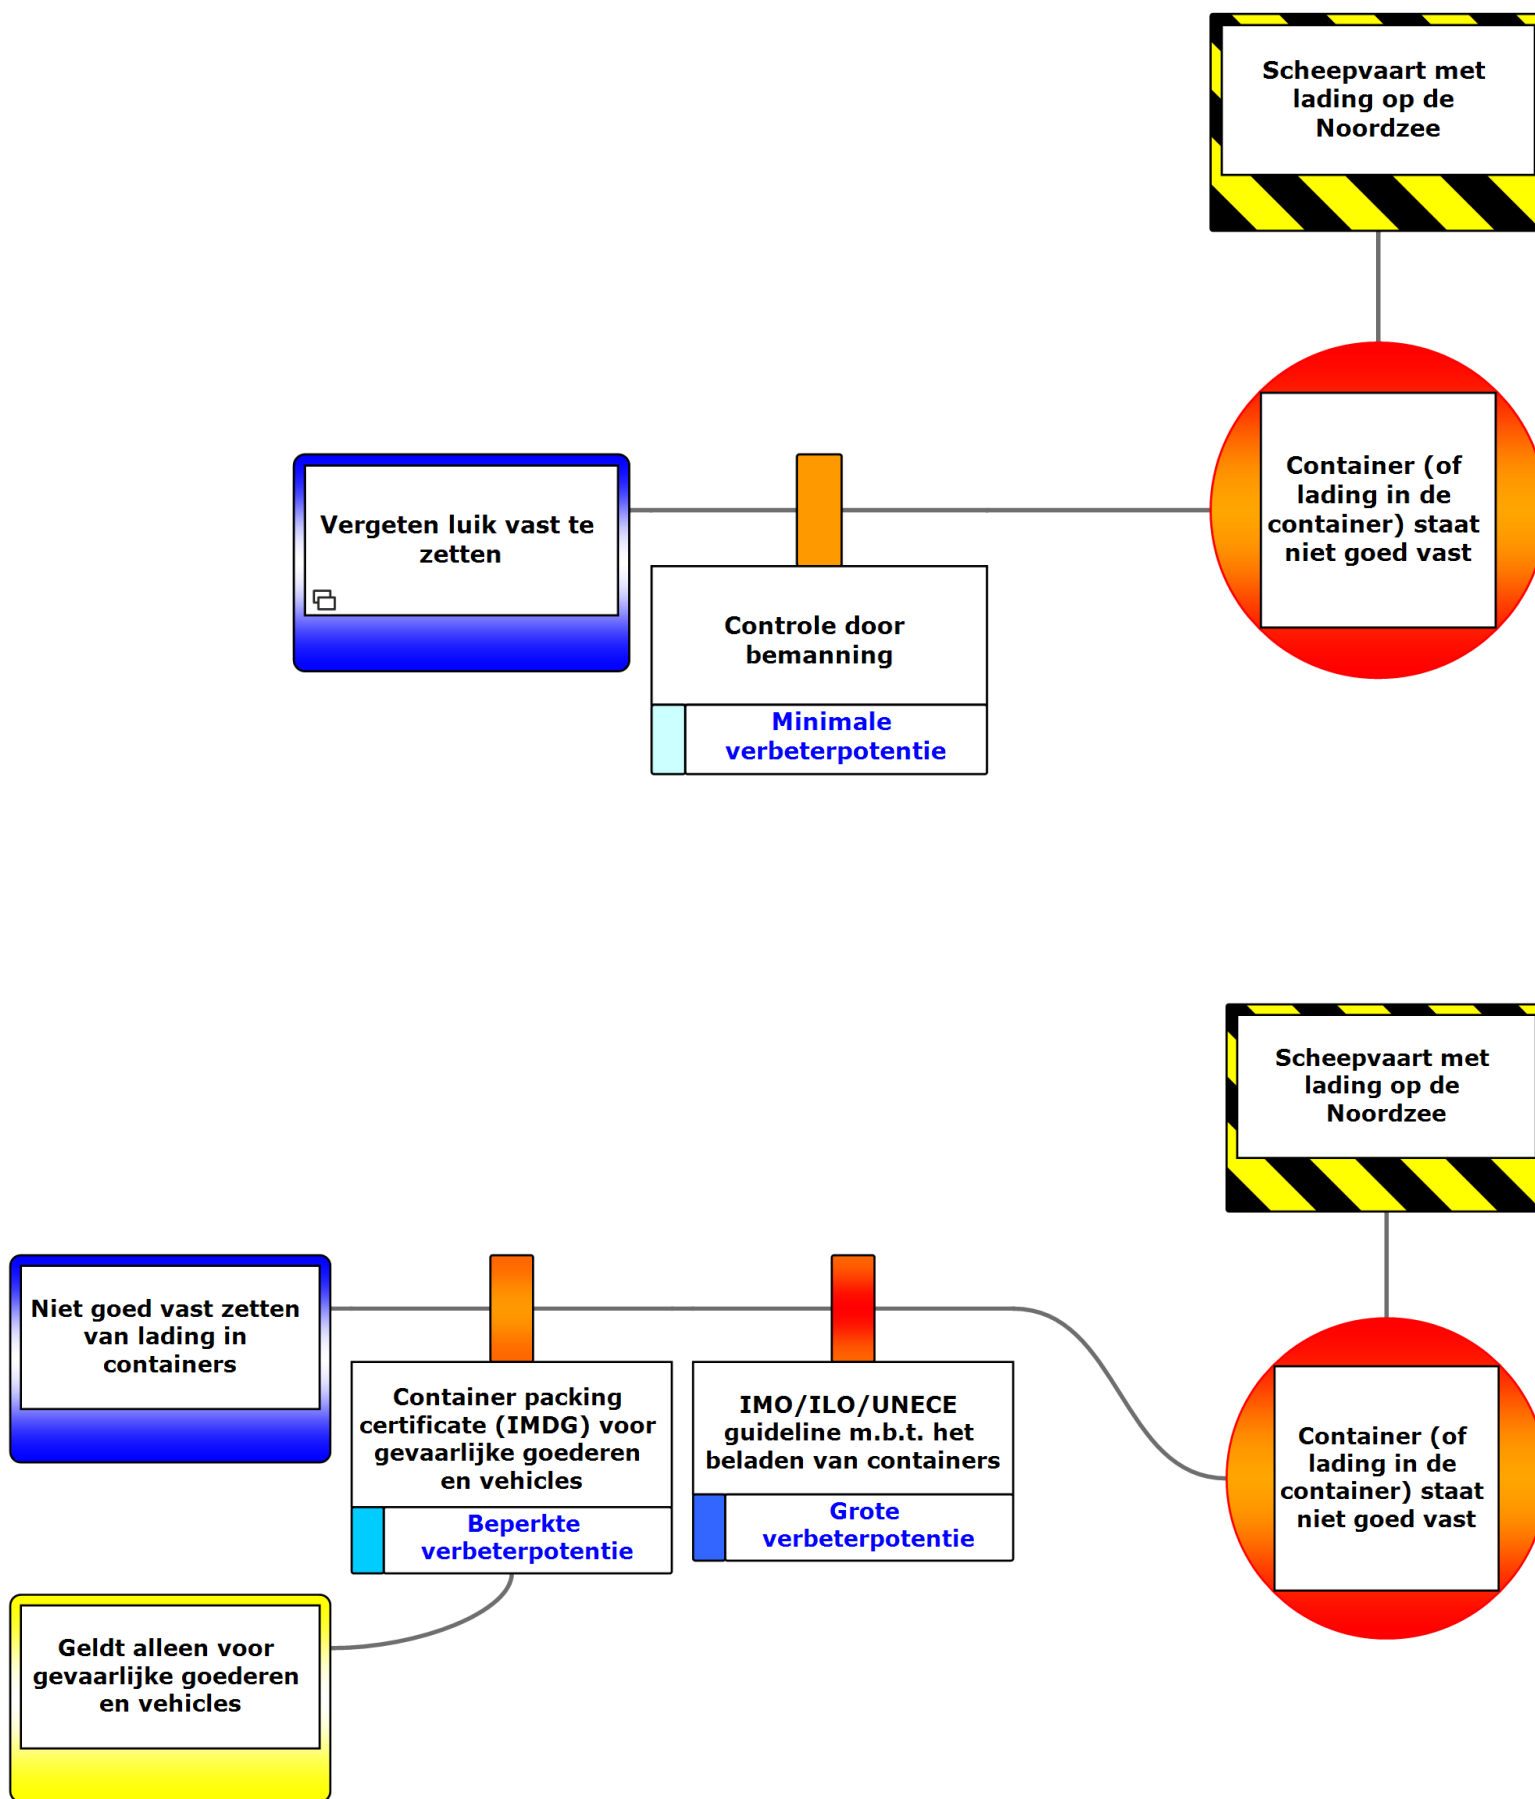 Scheepvaart met
lading op de
Noordzee
Container (of
lading in de
container) staat
niet goed vast
Vergeten luik vast te
zetten
Controle door
bemanning
Minimale
verbeterpotentie
Scheepvaart met
lading op de
Noordzee
Niet goed vast zetten
van lading in
containers
Container packing
certificate (IMDG) voor
gevaarlijke goederen
en vehicles
Beperkte
verbeterpotentie
IMO/ILO/UNECE
guideline m.b.t. het
beladen van containers
Grote
verbeterpotentie
Container (of
lading in de
container) staat
niet goed vast
Geldt alleen voor
gevaarlijke goederen
en vehicles